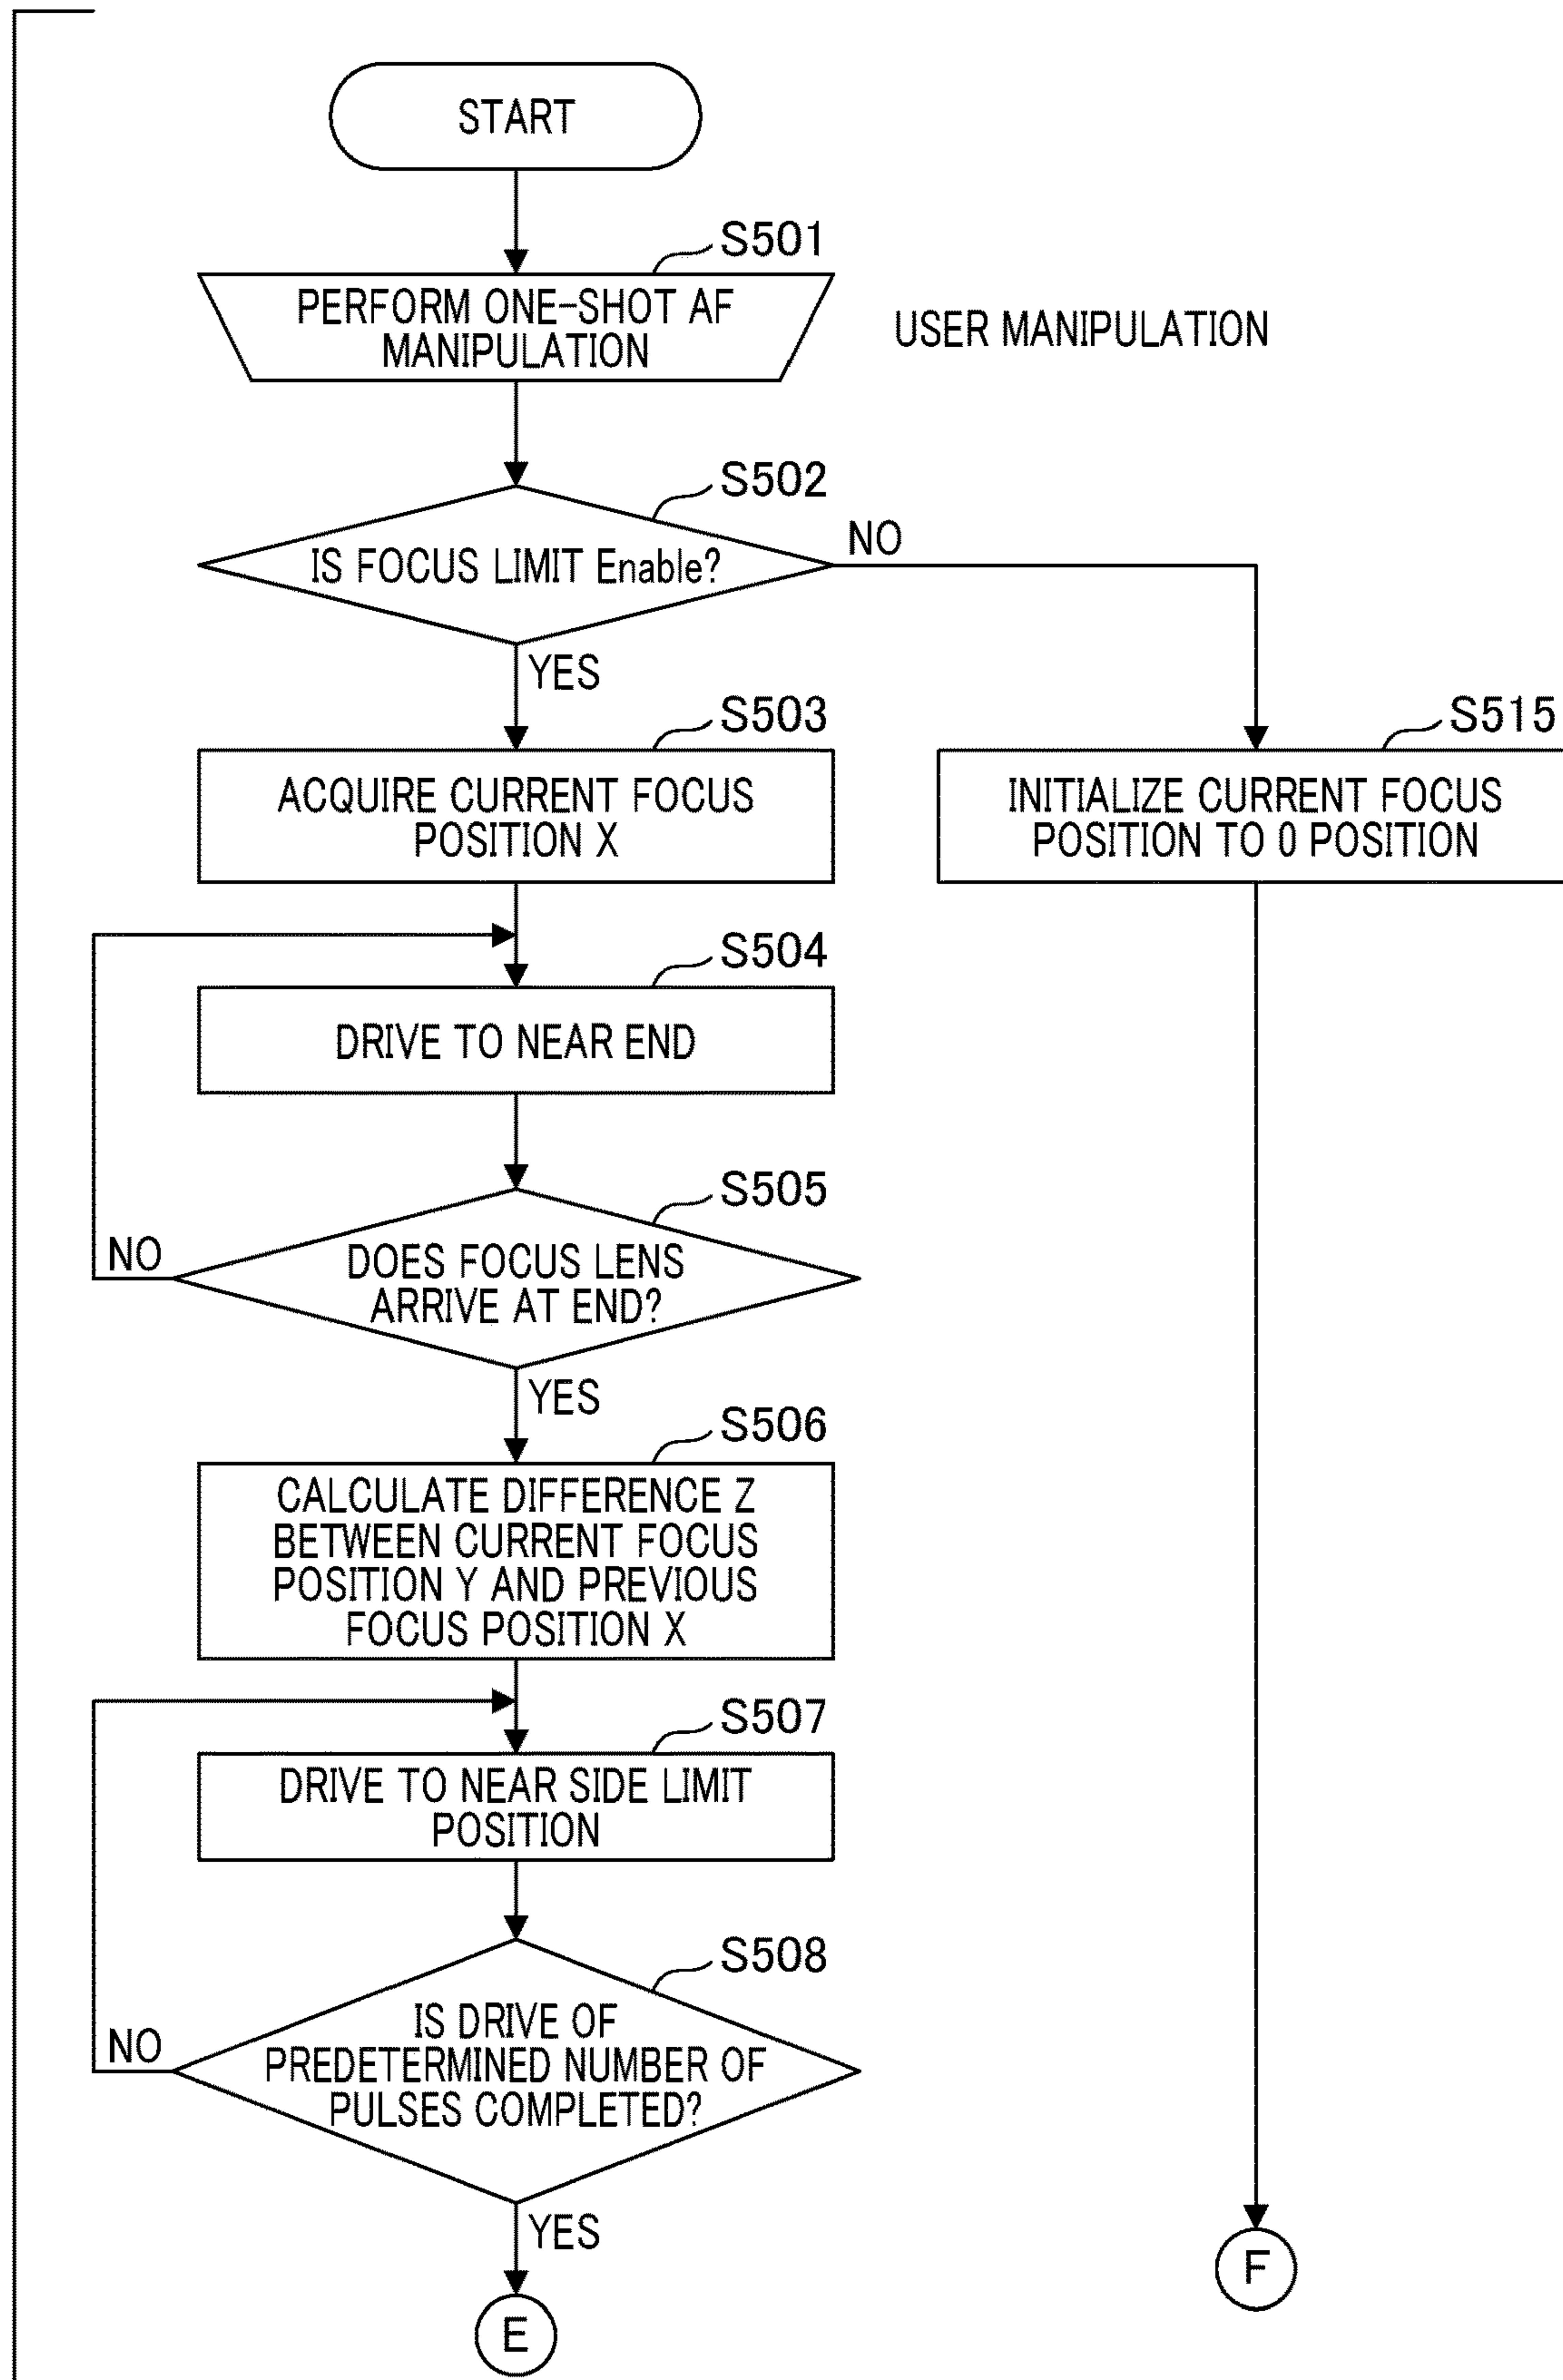 START
S501
PERFORM ONE-SHOT AF
MANIPULATION
USER MANIPULATION
S502
IS FOCUS LIMIT Enable?
NO
YES
S503
ACQUIRE CURRENT FOCUS
POSITION X
S515
INITIALIZE CURRENT FOCUS
POSITION TO 0 POSITION
S504
DRIVE TO NEAR END
S505
DOES FOCUS LENS
ARRIVE AT END?
NO
YES
S506
CALCULATE DIFFERENCE Z
BETWEEN CURRENT FOCUS
POSITION Y AND PREVIOUS
FOCUS POSITION X
S507
DRIVE TO NEAR SIDE LIMIT
POSITION
S508
IS DRIVE OF
PREDETERMINED NUMBER OF
PULSES COMPLETED?
NO
YES
E
F